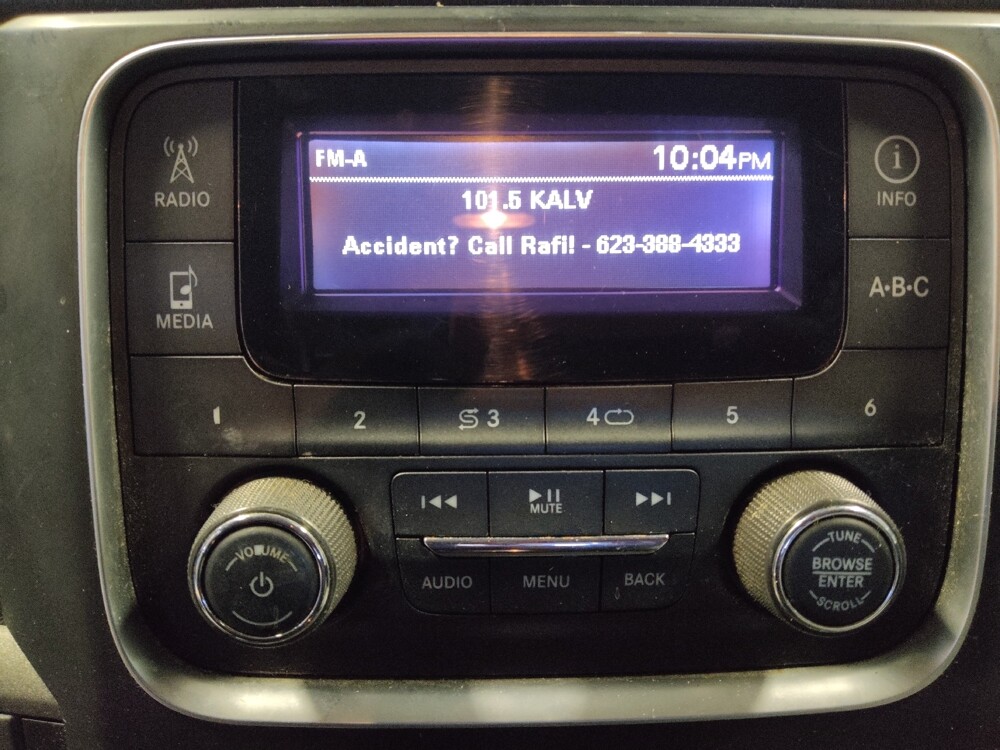 FM-A 10:04PM
101.5 KALV
Accident? Call Rafi! - 623-388-4333
RADIO
MEDIA
INFO
A·B·C
1 2 3 4 5 6
MUTE
AUDIO MENU BACK
VOLUME
TUNE
BROWSE
ENTER
SCROLL